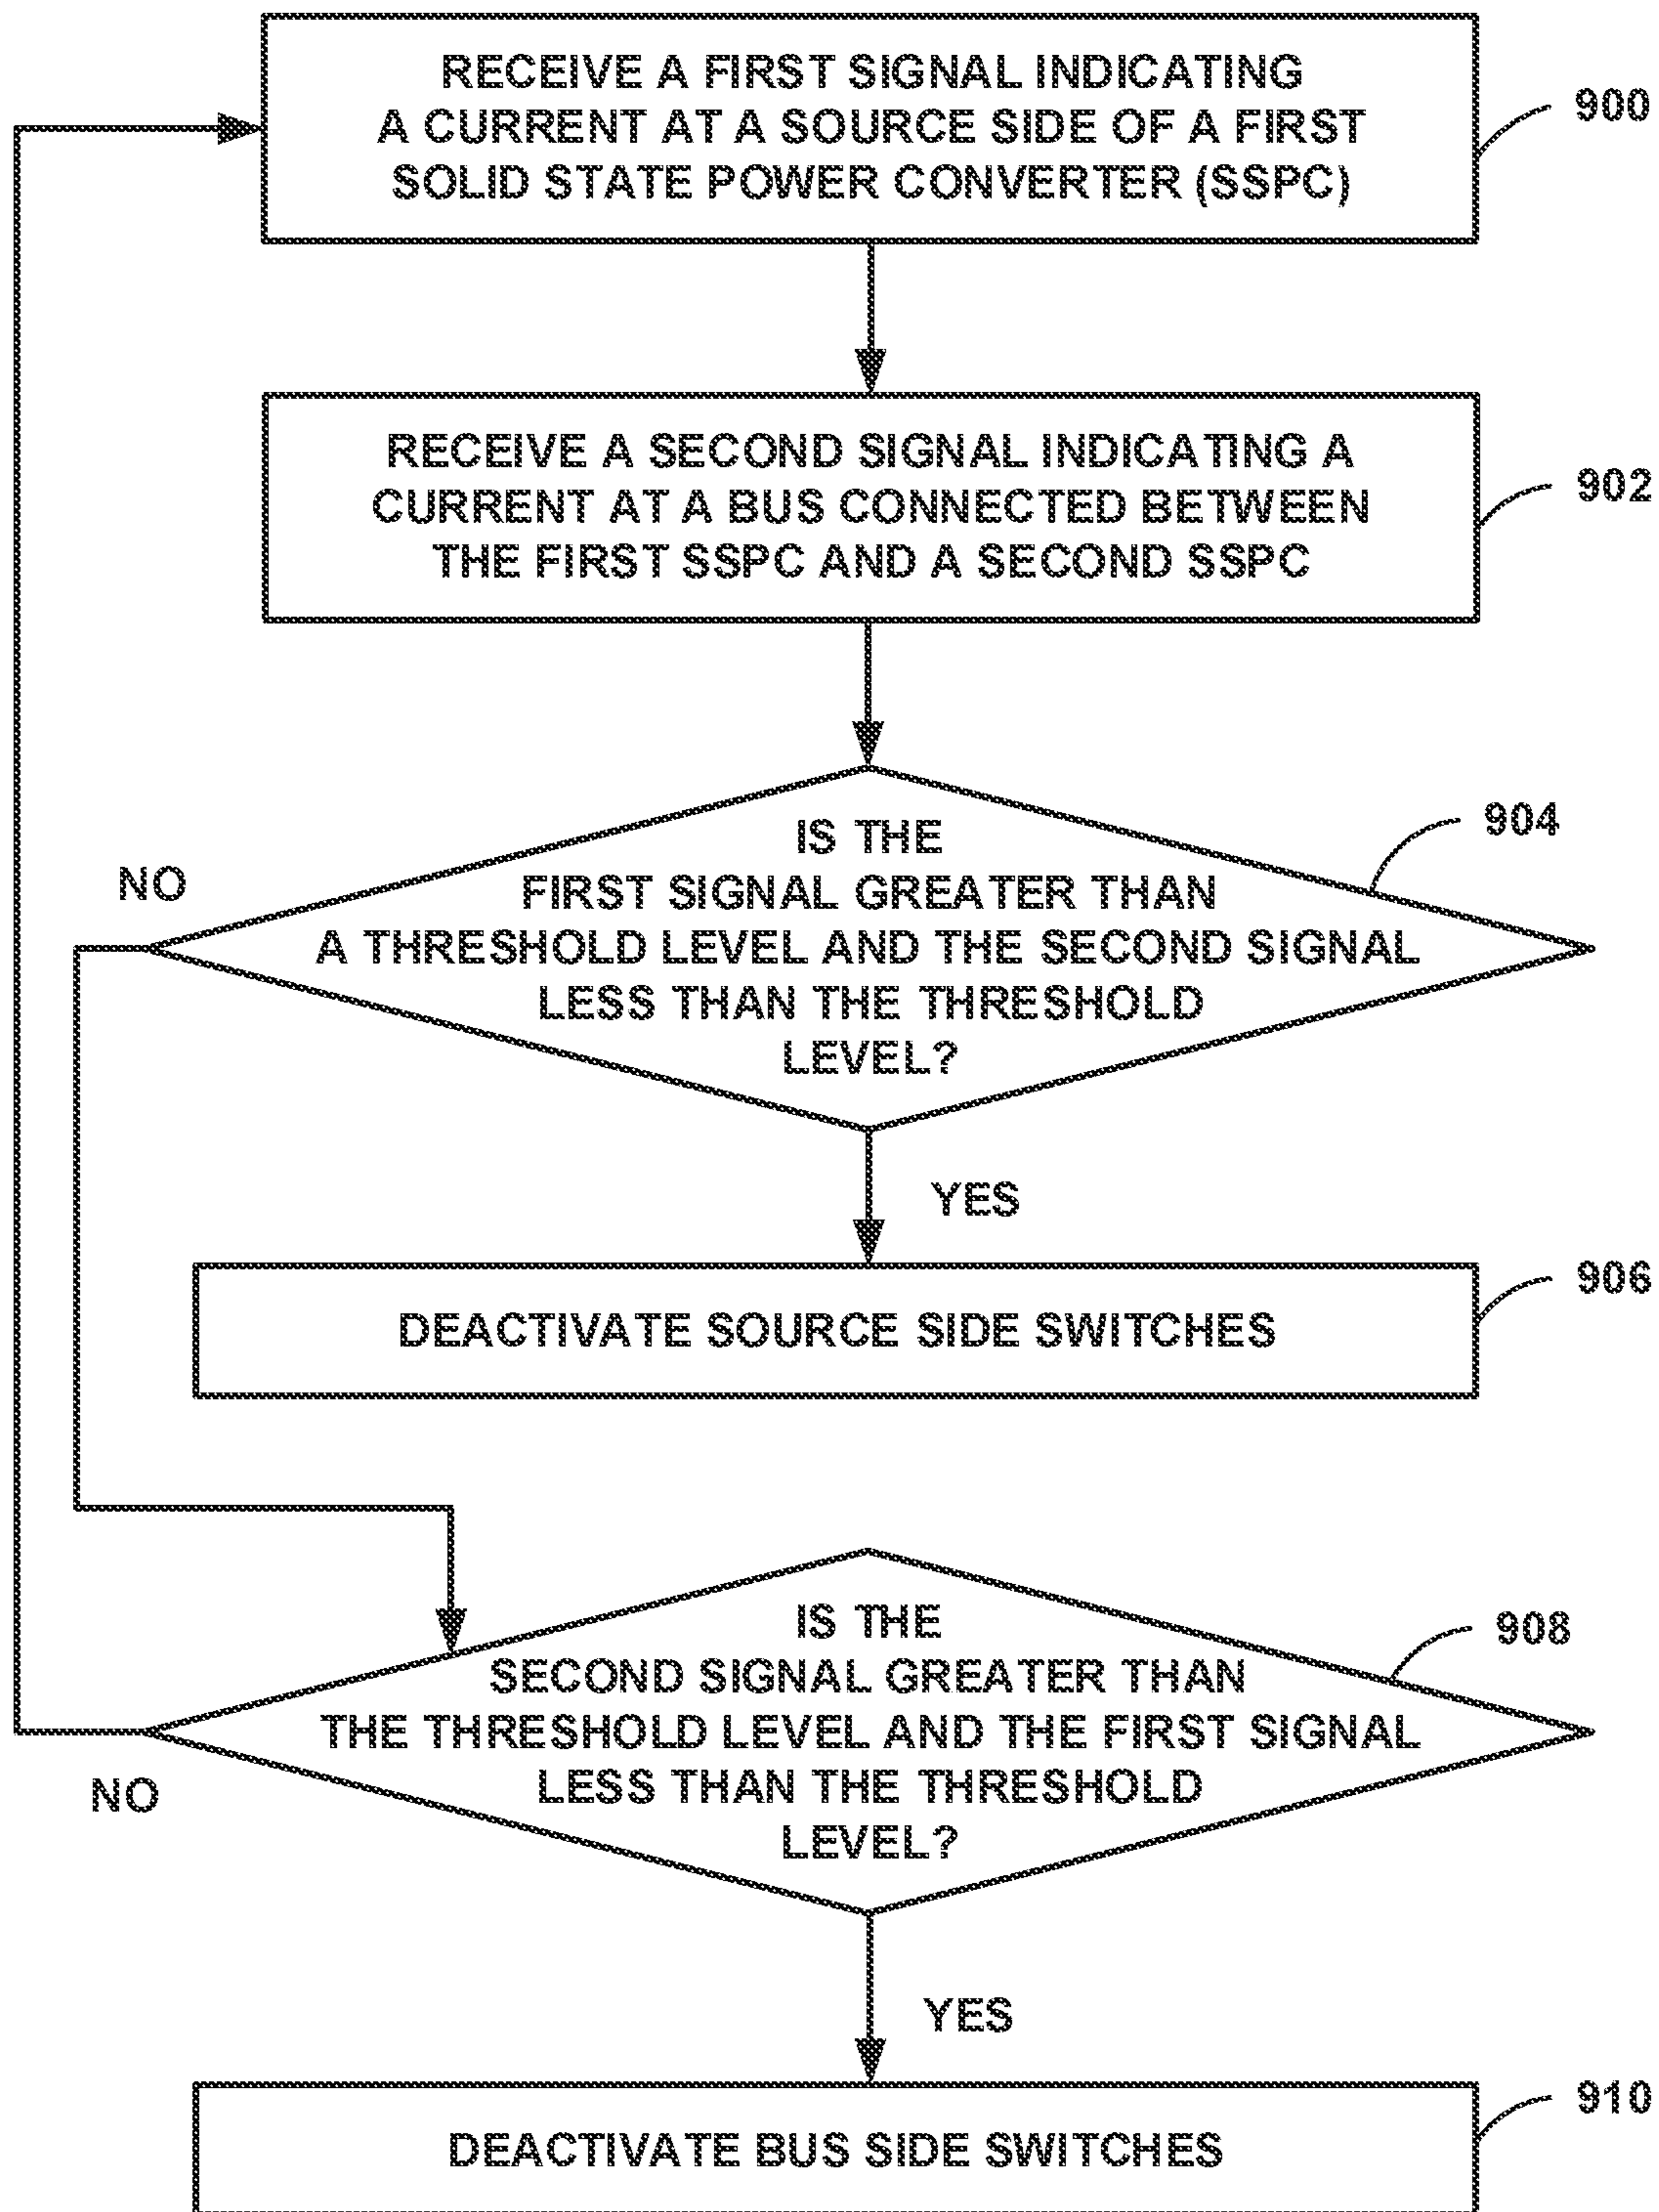 RECEIVE A FIRST SIGNAL INDICATING
A CURRENT AT A SOURCE SIDE OF A FIRST
SOLID STATE POWER CONVERTER (SSPC)
900
RECEIVE A SECOND SIGNAL INDICATING A
CURRENT AT A BUS CONNECTED BETWEEN
THE FIRST SSPC AND A SECOND SSPC
902
IS THE
FIRST SIGNAL GREATER THAN
A THRESHOLD LEVEL AND THE SECOND SIGNAL
LESS THAN THE THRESHOLD
LEVEL?
904
NO
YES
DEACTIVATE SOURCE SIDE SWITCHES
906
IS THE
SECOND SIGNAL GREATER THAN
THE THRESHOLD LEVEL AND THE FIRST SIGNAL
LESS THAN THE THRESHOLD
LEVEL?
908
NO
YES
DEACTIVATE BUS SIDE SWITCHES
910